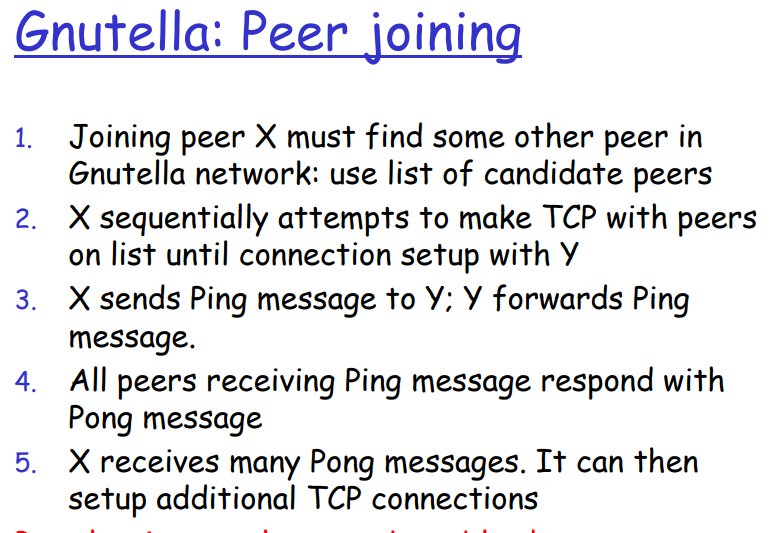 Gnutella: Peer joining
1. Joining peer X must find some other peer in
Gnutella network: use list of candidate peers
2. X sequentially attempts to make TCP with peers
on list until connection setup with Y
3. X sends Ping message to Y; Y forwards Ping
message.
4. All peers receiving Ping message respond with
Pong message
5. X receives many Pong messages. It can then
setup additional TCP connections